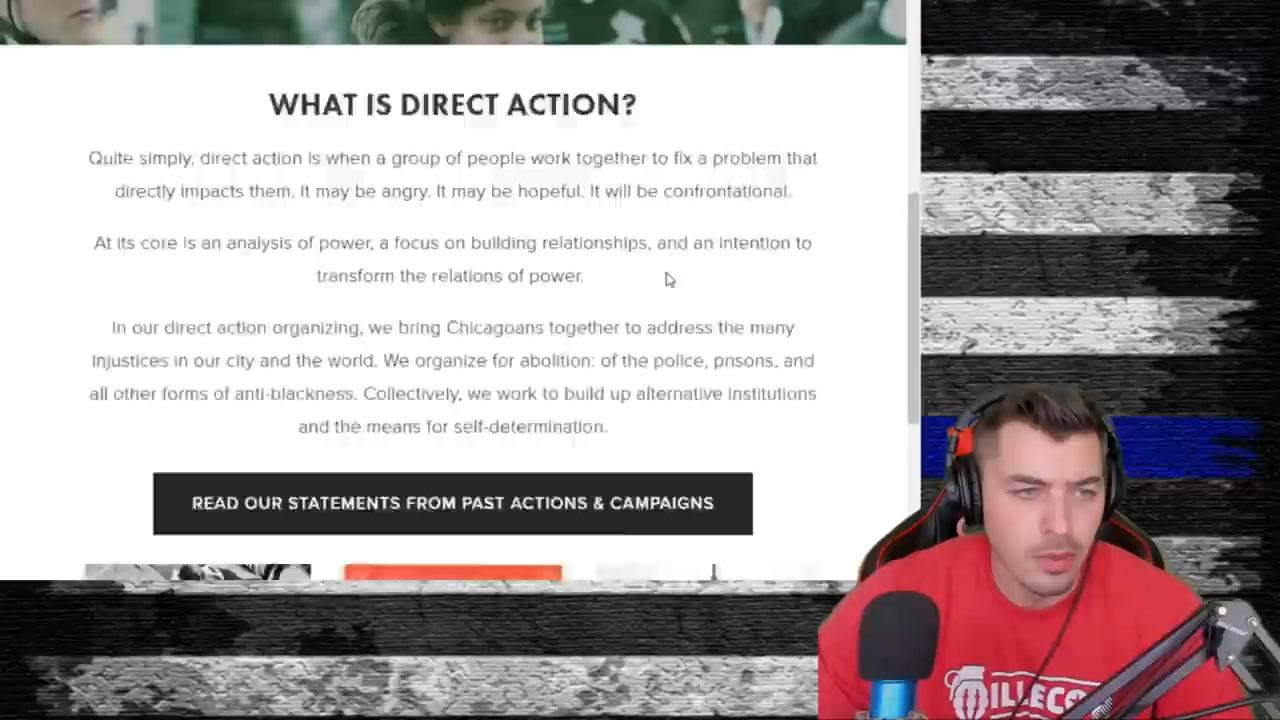 WHAT IS DIRECT ACTION?
Quite simply, direct action is when a group of people work together to fix a problem that
directly impacts them. It may be angry. It may be hopeful. It will be confrontational.
At its core is an analysis of power, a focus on building relationships, and an intention to
transform the relations of power.
In our direct action organizing, we bring Chicagoans together to address the many
injustices in our city and the world. We organize for abolition: of the police, prisons, and
all other forms of anti-blackness. Collectively, we work to build up alternative institutions
and the means for self-determination.
READ OUR STATEMENTS FROM PAST ACTIONS & CAMPAIGNS